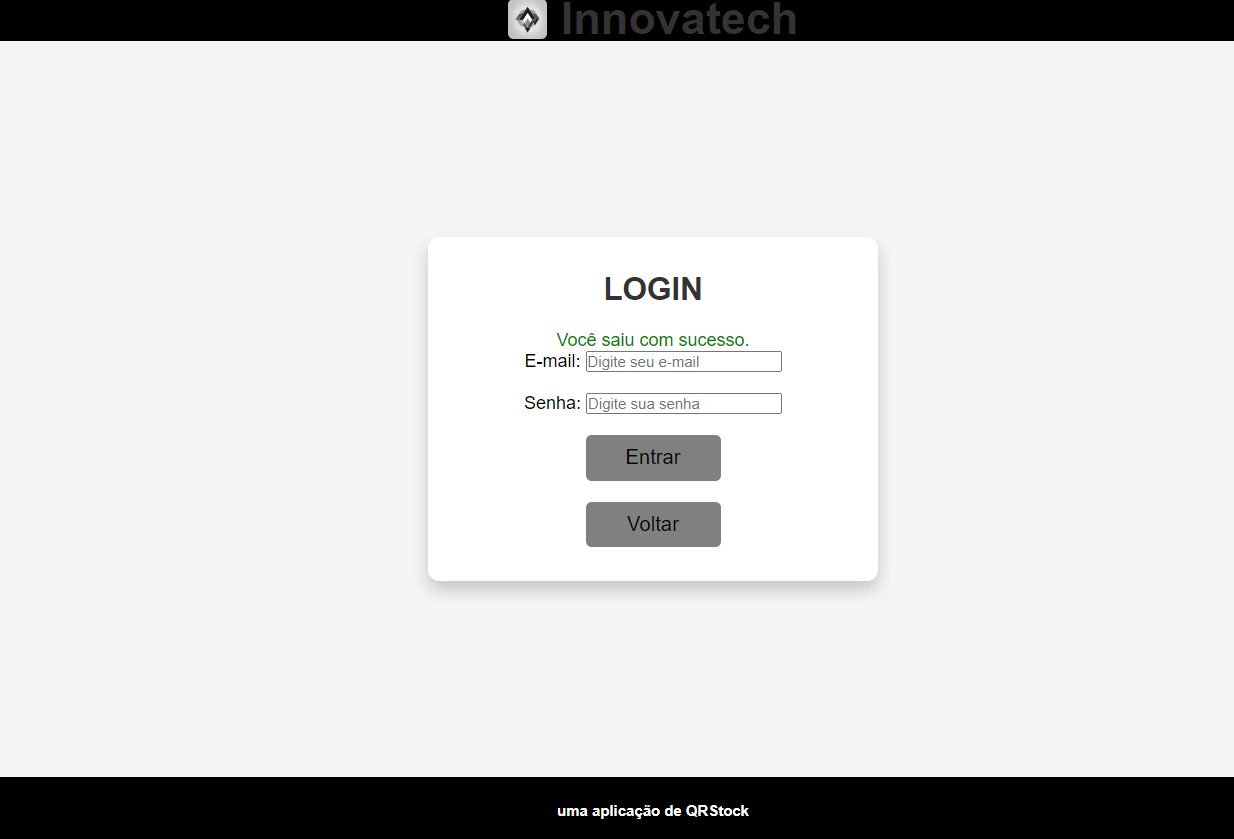 Innovatech
LOGIN
Você saiu com sucesso.
E-mail: Digite seu e-mail
Senha: Digite sua senha
Entrar
Voltar
uma aplicação de QRStock